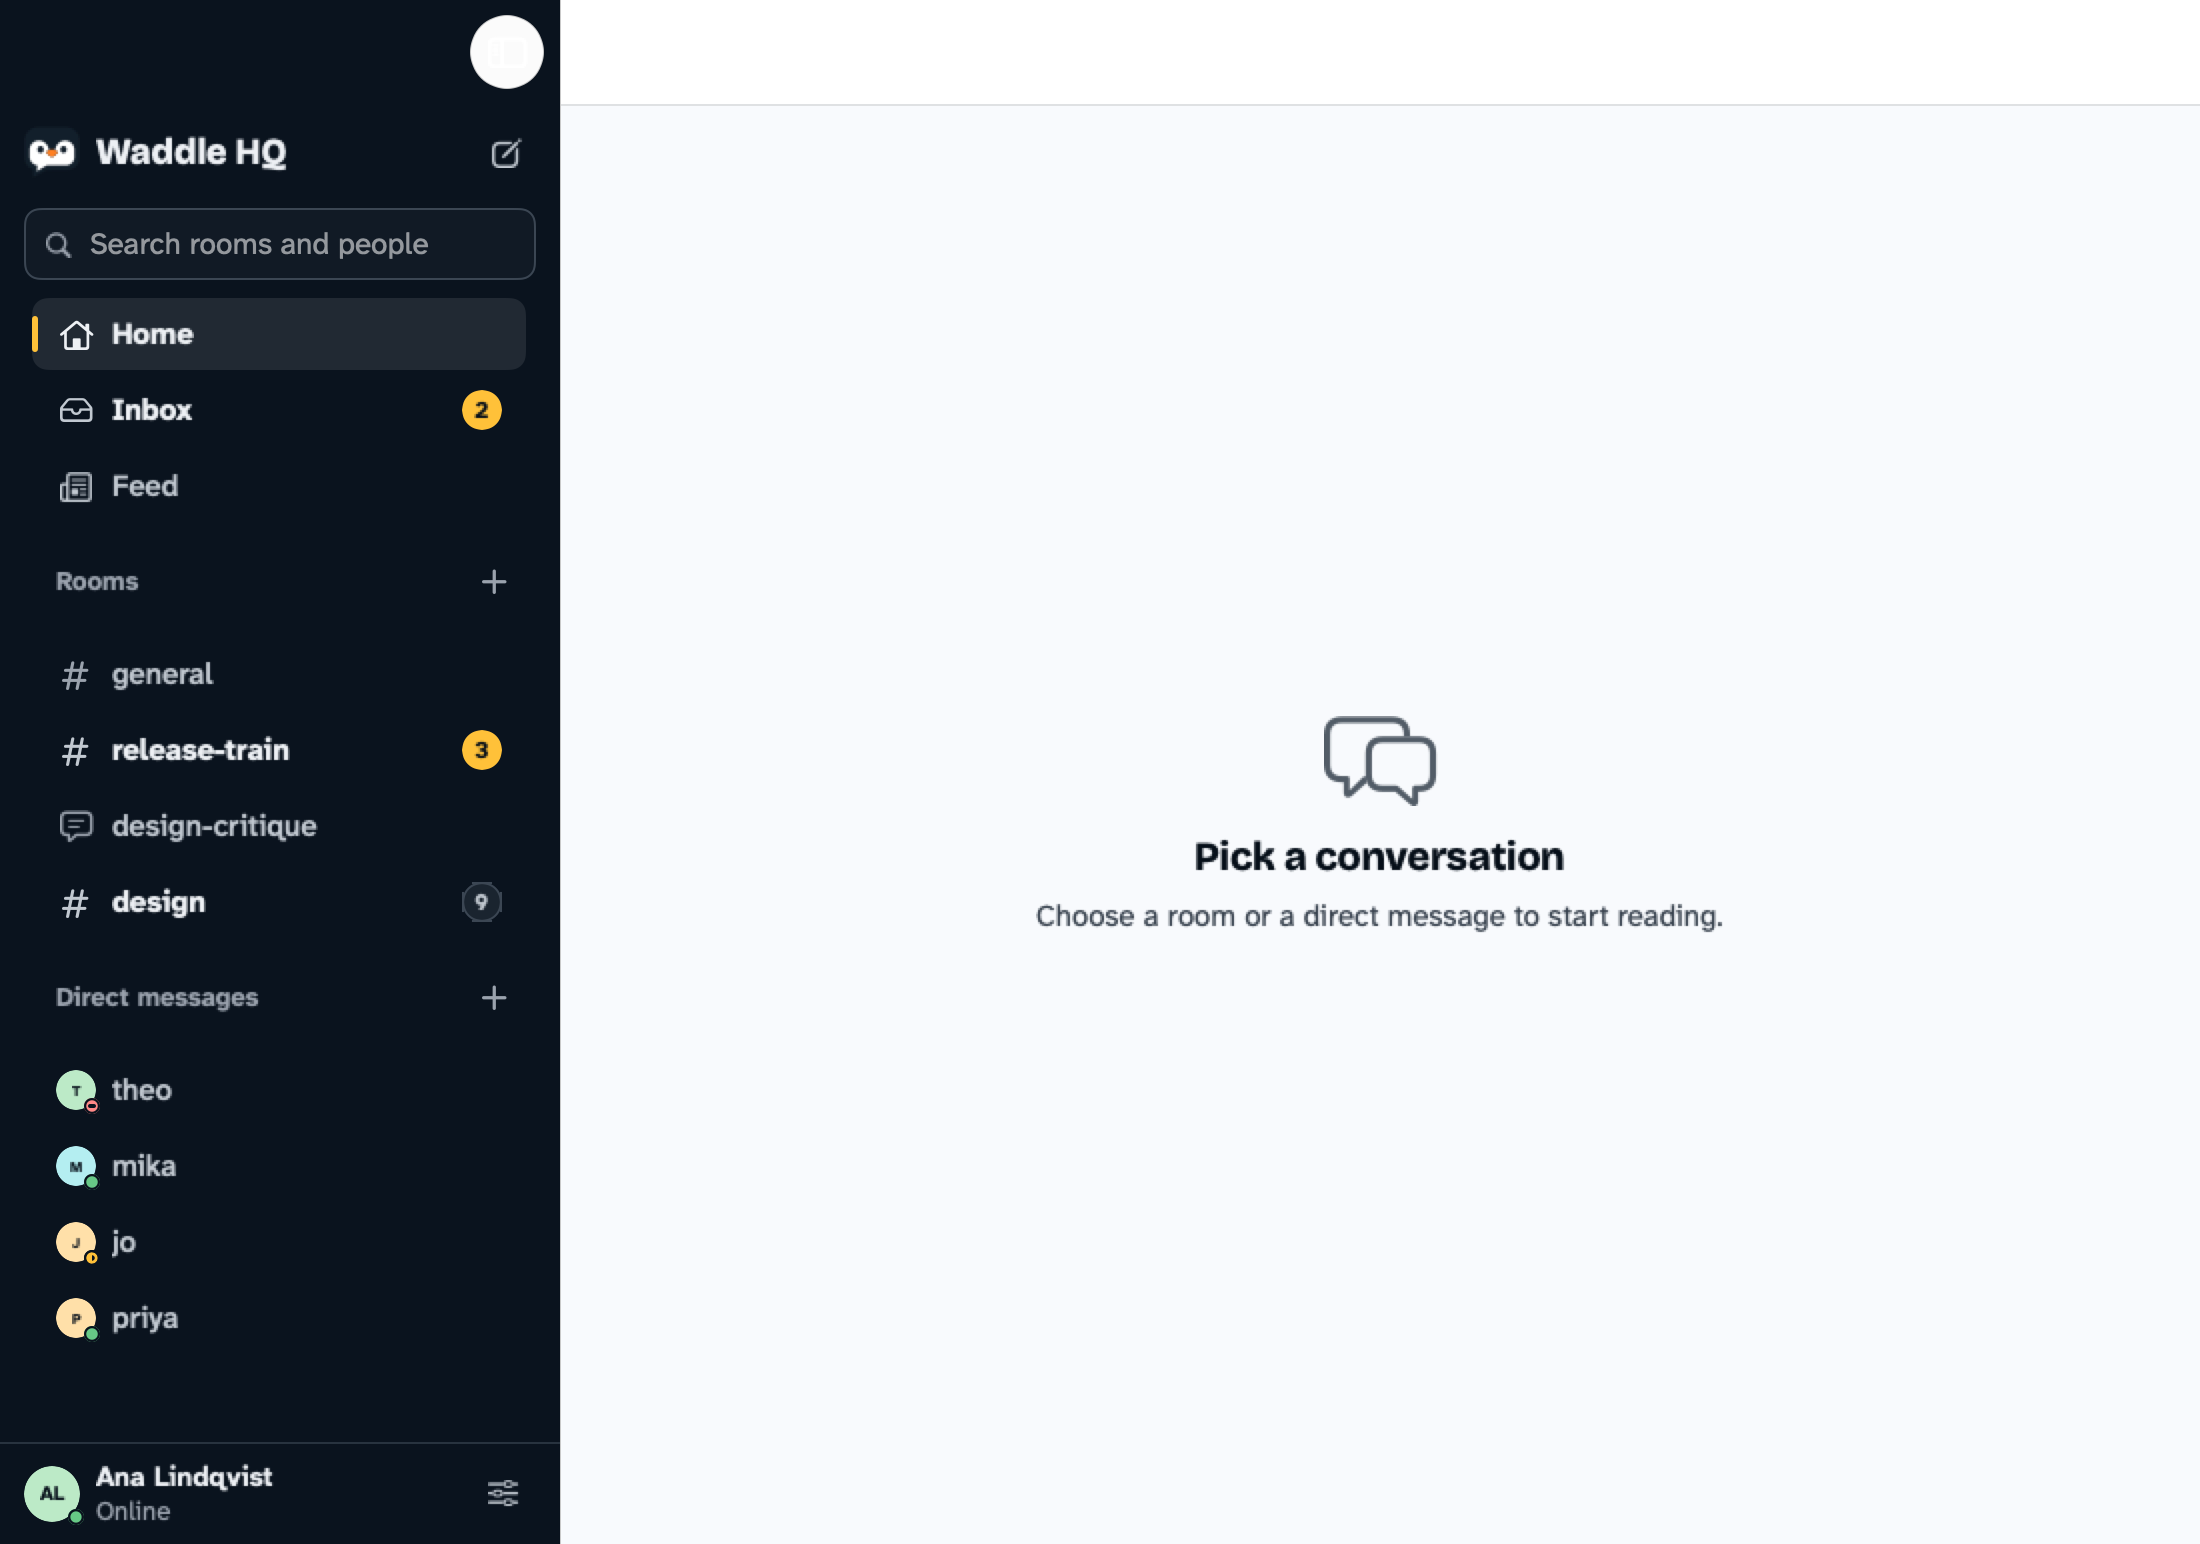 Waddle HQ
Search rooms and people
Home
Inbox 2
Feed
Rooms
# general
# release-train 3
design-critique
# design 9
Direct messages
T theo
M mika
J jo
P priya
AL Ana Lindqvist
Online
Pick a conversation
Choose a room or a direct message to start reading.